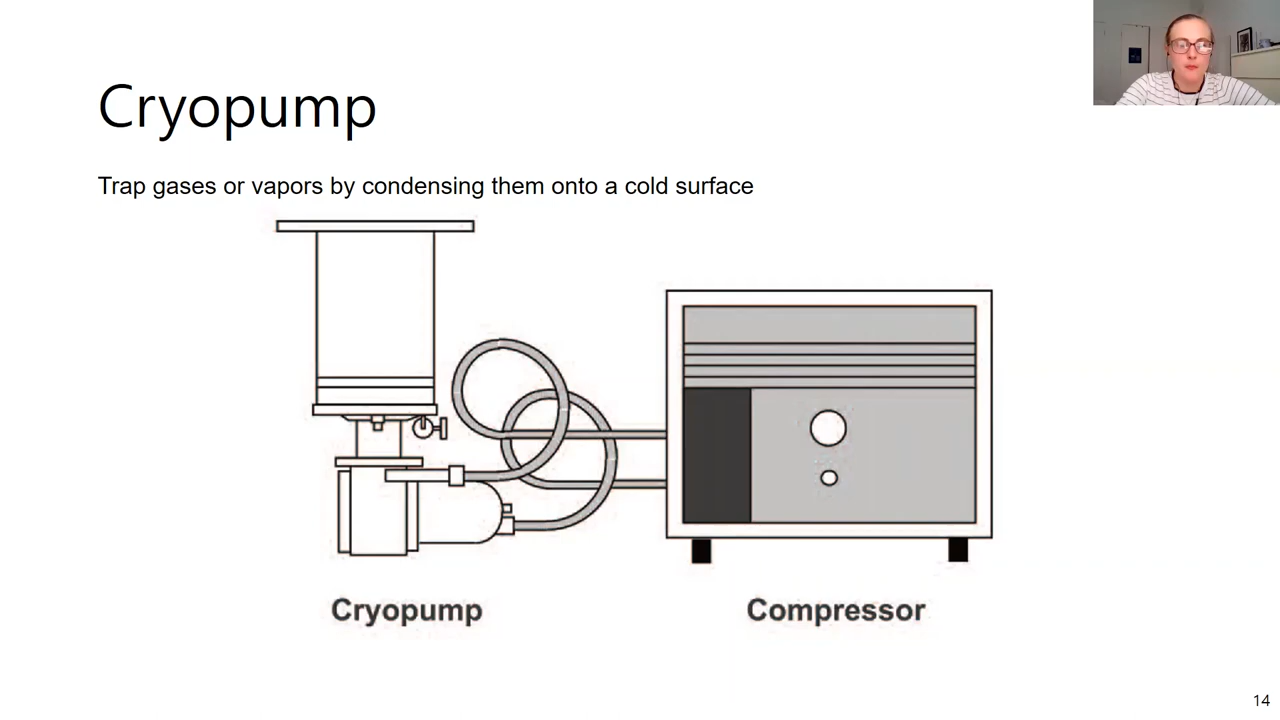 Cryopump
Trap gases or vapors by condensing them onto a cold surface
Cryopump
Compressor
14